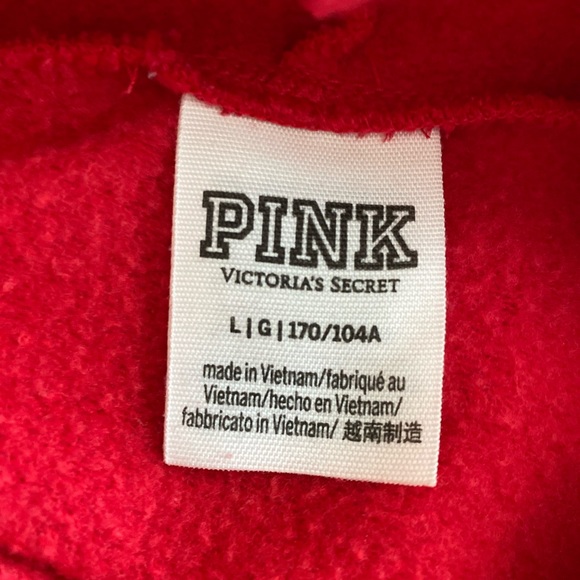 PINK
VICTORIA'S SECRET
L|G|170/104A
made in Vietnam/fabriqué au
Vietnam/hecho en Vietnam/
fabbricato in Vietnam/ 越南制造